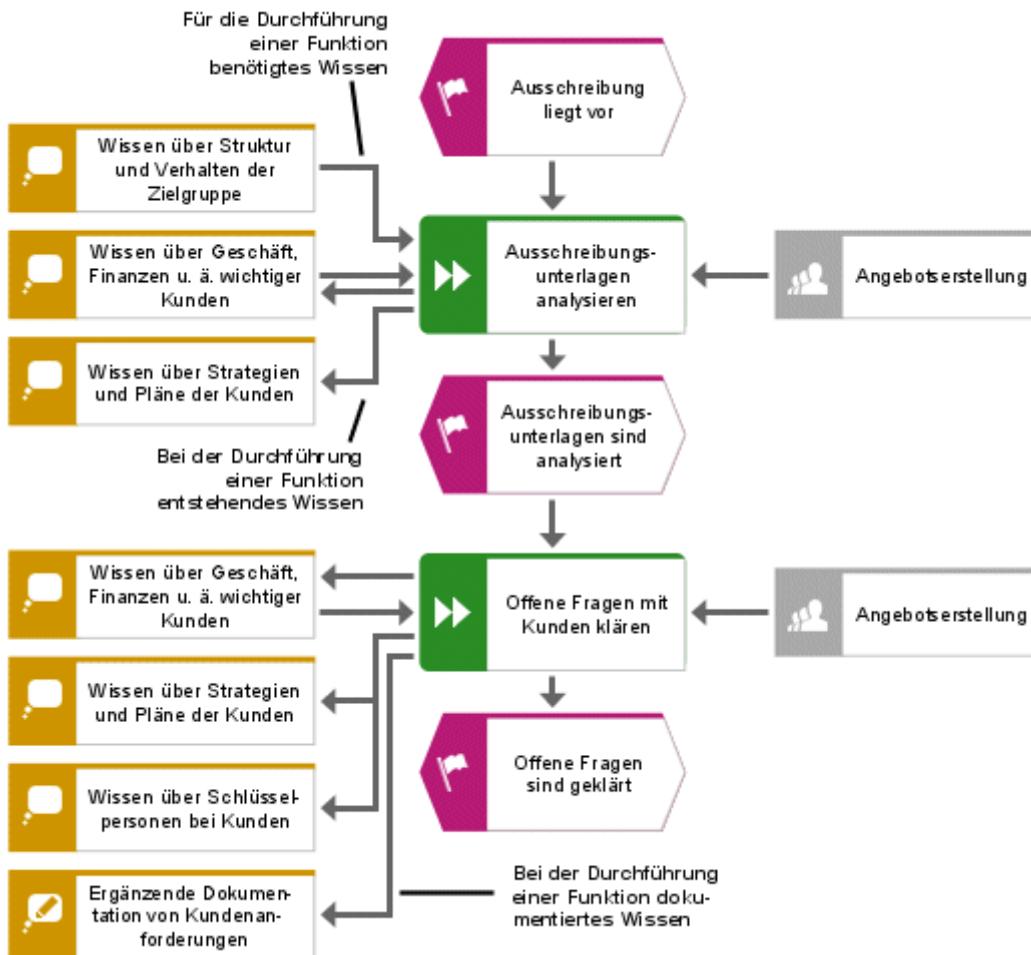 Für die Durchführung
einer Funktion
benötigtes Wissen
Ausschreibung
liegt vor
Wissen über Struktur
und Verhalten der
Zielgruppe
Wissen über Geschäft,
Finanzen u. ä. wichtiger
Kunden
Ausschreibungs-
unterlagen
analysieren
Angebotserstellung
Wissen über Strategien
und Pläne der Kunden
Ausschreibungs-
unterlagen sind
analysiert
Bei der Durchführung
einer Funktion
entstehendes Wissen
Wissen über Geschäft,
Finanzen u. ä. wichtiger
Kunden
Offene Fragen mit
Kunden klären
Angebotserstellung
Wissen über Strategien
und Pläne der Kunden
Offene Fragen
sind geklärt
Wissen über Schlüssel-
personen bei Kunden
Ergänzende Dokumen-
tation von Kundenan-
forderungen
Bei der Durchführung
einer Funktion doku-
mentiertes Wissen